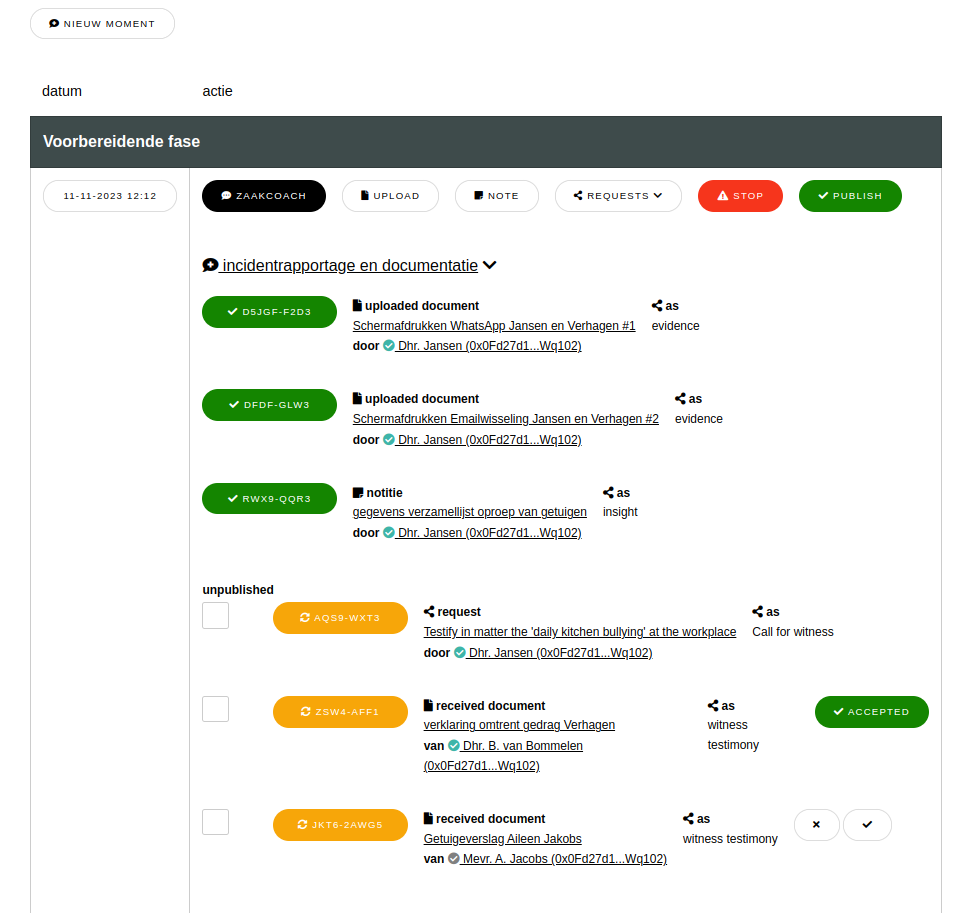 NIEUW MOMENT
datum actie
Voorbereidende fase
11-11-2023 12:12 ZAAKCOACH UPLOAD NOTE REQUESTS STOP PUBLISH
incidentrapportage en documentatie
D5JGF-F2D3 uploaded document as
Schermafdrukken WhatsApp Jansen en Verhagen #1 evidence
door Dhr. Jansen (0x0Fd27d1...Wq102)
DFDF-GLW3 uploaded document as
Schermafdrukken Emailwisseling Jansen en Verhagen #2 evidence
door Dhr. Jansen (0x0Fd27d1...Wq102)
RWX9-QQR3 notitie as
gegevens verzamellijst oproep van getuigen insight
door Dhr. Jansen (0x0Fd27d1...Wq102)
unpublished
AQS9-WXT3 request as
Testify in matter the 'daily kitchen bullying' at the workplace Call for witness
door Dhr. Jansen (0x0Fd27d1...Wq102)
ZSW4-AFF1 received document as ACCEPTED
verklaring omtrent gedrag Verhagen witness
van Dhr. B. van Bommelen testimony
(0x0Fd27d1...Wq102)
JKT6-2AWG5 received document as
Getuigeverslag Aileen Jakobs witness testimony
van Mevr. A. Jacobs (0x0Fd27d1...Wq102)